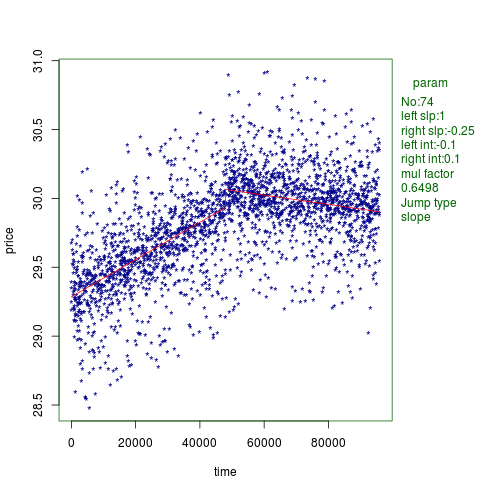 param
No:74
left slp:1
right slp:-0.25
left int:-0.1
right int:0.1
mul factor
0.6498
Jump type
slope
price
31.0
30.5
30.0
29.5
29.0
28.5
0 20000 40000 60000 80000
time